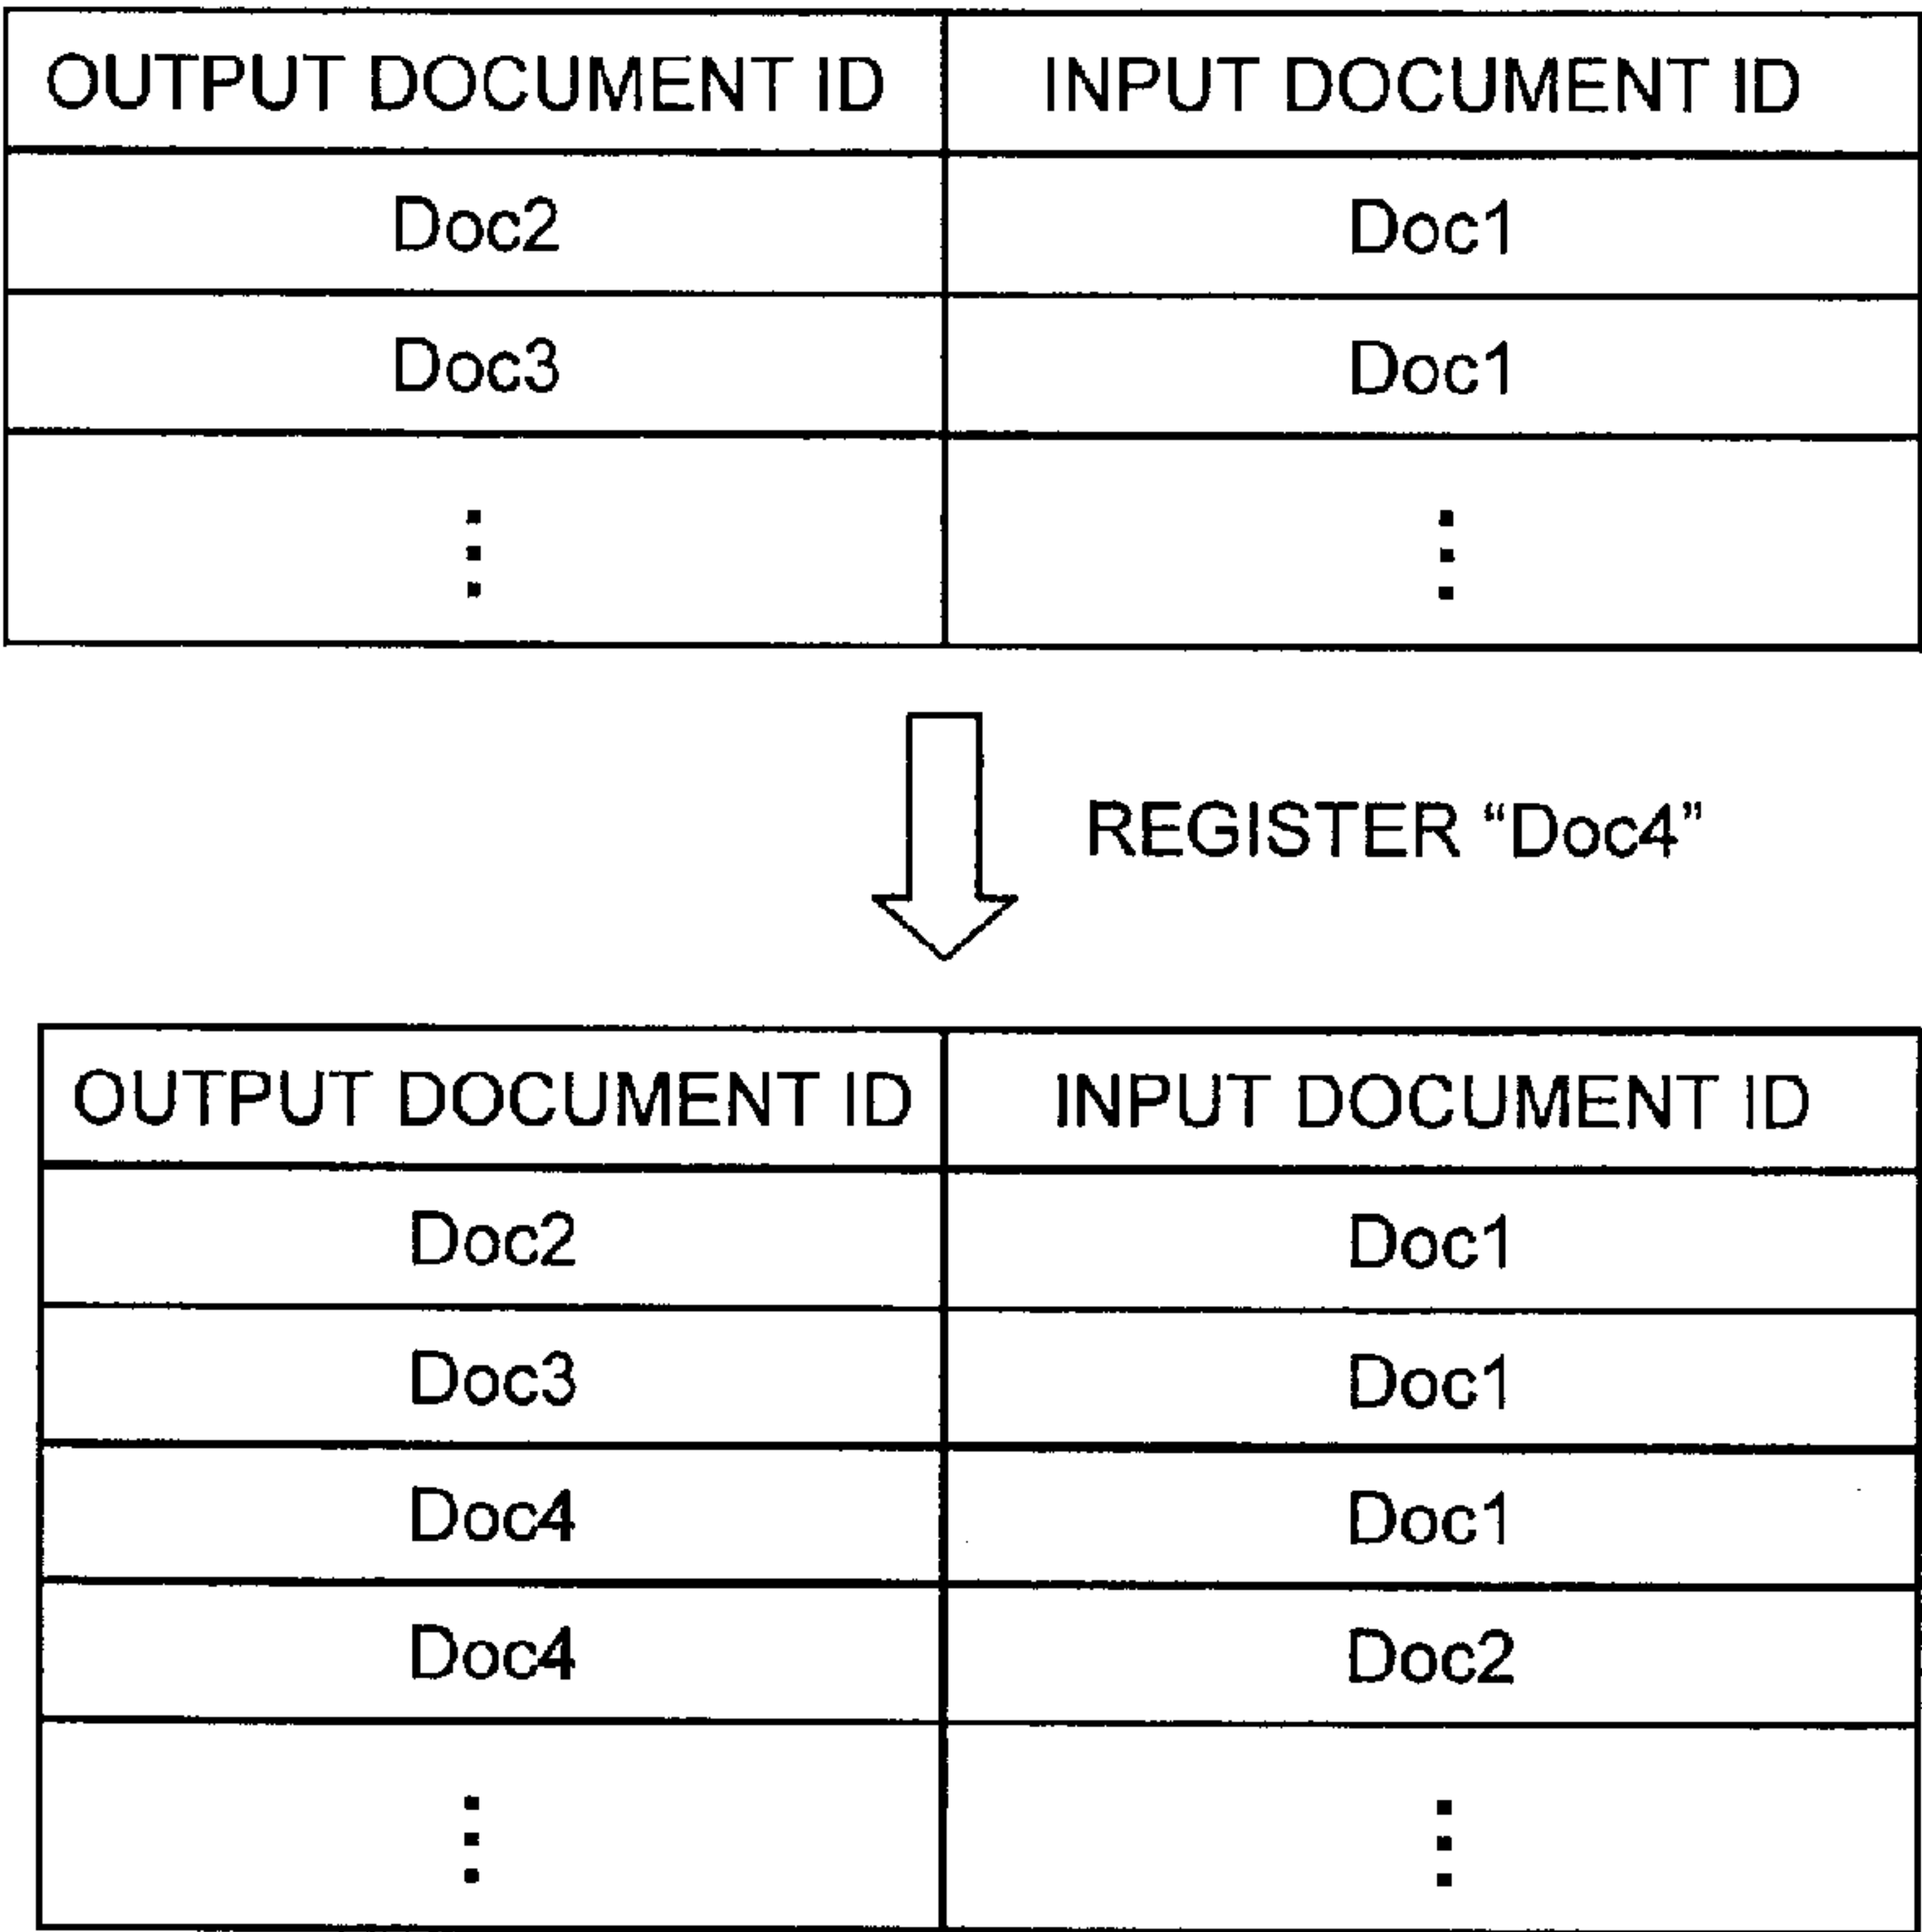 OUTPUT DOCUMENT ID INPUT DOCUMENT ID
Doc2 Doc1
Doc3 Doc1
⋮ ⋮
REGISTER “Doc4”
OUTPUT DOCUMENT ID INPUT DOCUMENT ID
Doc2 Doc1
Doc3 Doc1
Doc4 Doc1
Doc4 Doc2
⋮ ⋮